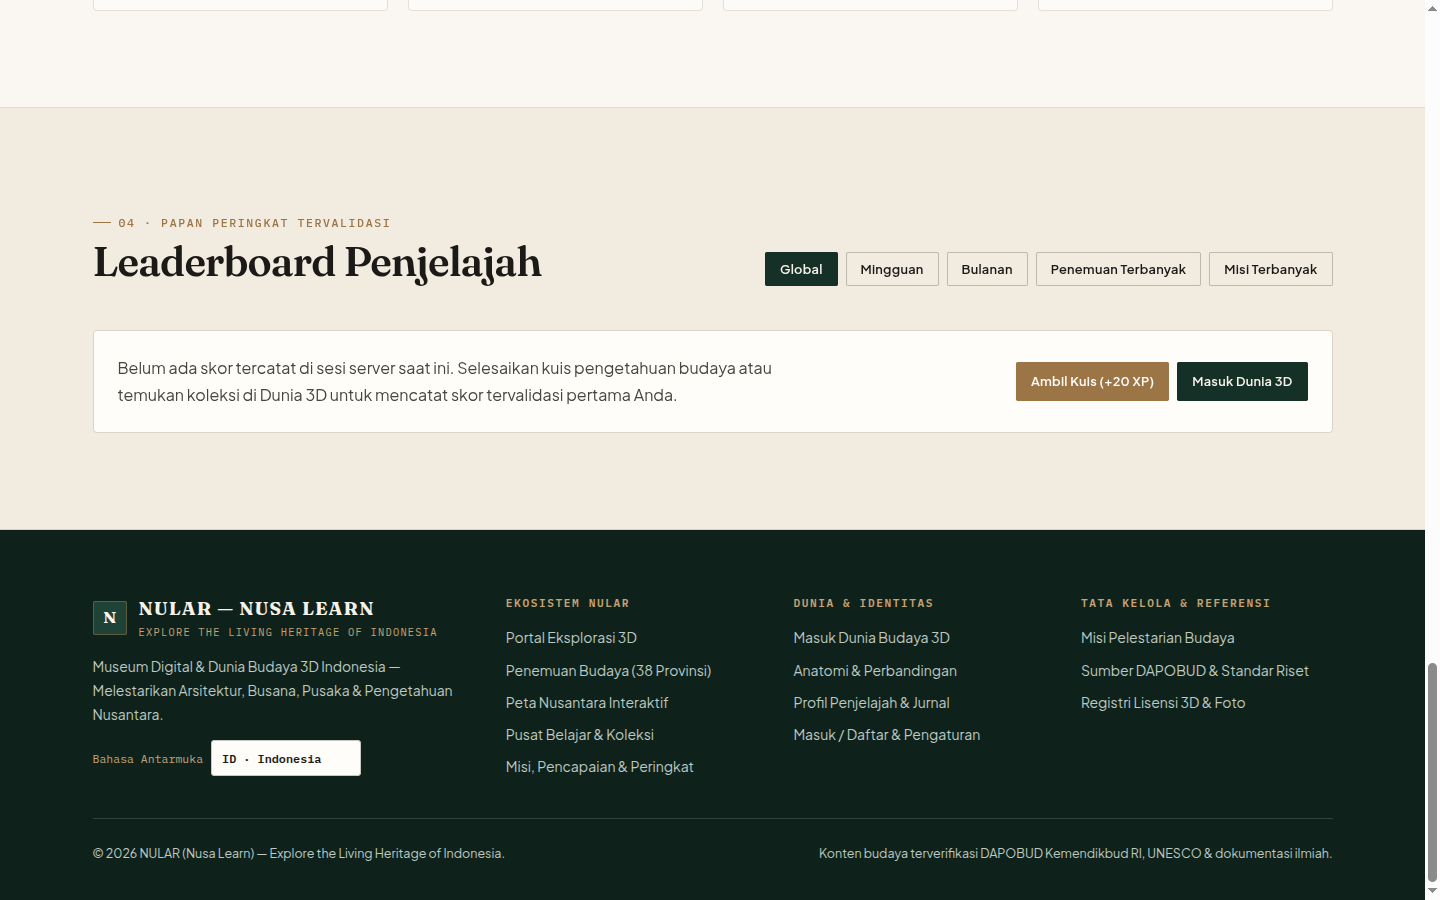 04 · PAPAN PERINGKAT TERVALIDASI
Leaderboard Penjelajah
Global
Mingguan
Bulanan
Penemuan Terbanyak
Misi Terbanyak
Belum ada skor tercatat di sesi server saat ini. Selesaikan kuis pengetahuan budaya atau
temukan koleksi di Dunia 3D untuk mencatat skor tervalidasi pertama Anda.
Ambil Kuis (+20 XP)
Masuk Dunia 3D
N
NULAR — NUSA LEARN
EXPLORE THE LIVING HERITAGE OF INDONESIA
Museum Digital & Dunia Budaya 3D Indonesia —
Melestarikan Arsitektur, Busana, Pusaka & Pengetahuan
Nusantara.
Bahasa Antarmuka
ID · Indonesia
EKOSISTEM NULAR
Portal Eksplorasi 3D
Penemuan Budaya (38 Provinsi)
Peta Nusantara Interaktif
Pusat Belajar & Koleksi
Misi, Pencapaian & Peringkat
DUNIA & IDENTITAS
Masuk Dunia Budaya 3D
Anatomi & Perbandingan
Profil Penjelajah & Jurnal
Masuk / Daftar & Pengaturan
TATA KELOLA & REFERENSI
Misi Pelestarian Budaya
Sumber DAPOBUD & Standar Riset
Registri Lisensi 3D & Foto
© 2026 NULAR (Nusa Learn) — Explore the Living Heritage of Indonesia.
Konten budaya terverifikasi DAPOBUD Kemendikbud RI, UNESCO & dokumentasi ilmiah.